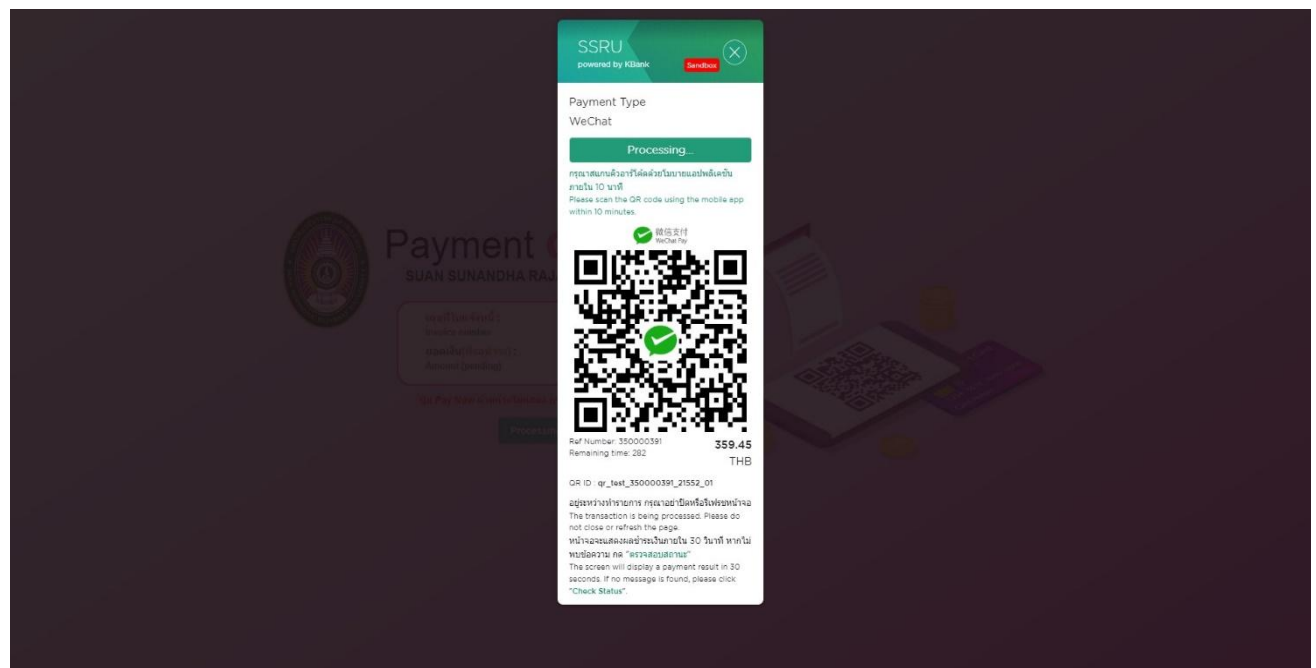 SSRU
powered by KBank
Sandbox
Payment Type
WeChat
Processing...
กรุณาสแกนคิวอาร์โค้ดด้วยโมบายแอปพลิเคชัน
ภายใน 10 นาที
Please scan the QR code using the mobile app
within 10 minutes.
微信支付
WeChat Pay
Payment
SUAN SUNANDHA RAJ
Ref Number: 350000391
359.45
Remaining time: 282
THB
QR ID : qr_test_350000391_21552_01
อยู่ระหว่างทำรายการ กรุณาอย่าปิดหรือรีเฟรชหน้าจอ
The transaction is being processed. Please do
not close or refresh the page.
หน้าจอจะแสดงผลชำระเงินภายใน 30 วินาที หากไม่
พบข้อความ กด "ตรวจสอบสถานะ"
The screen will display a payment result in 30
seconds. If no message is found, please click
"Check Status".